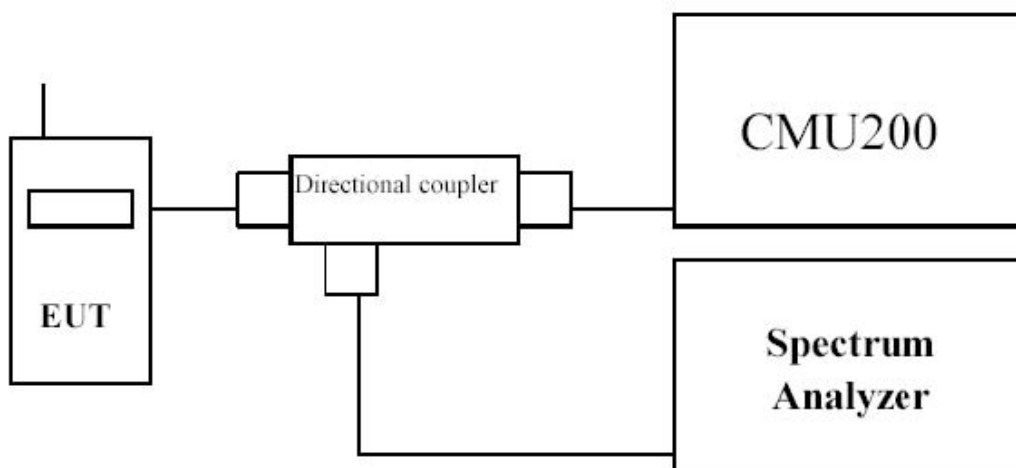 CMU200
Directional coupler
EUT
Spectrum
Analyzer